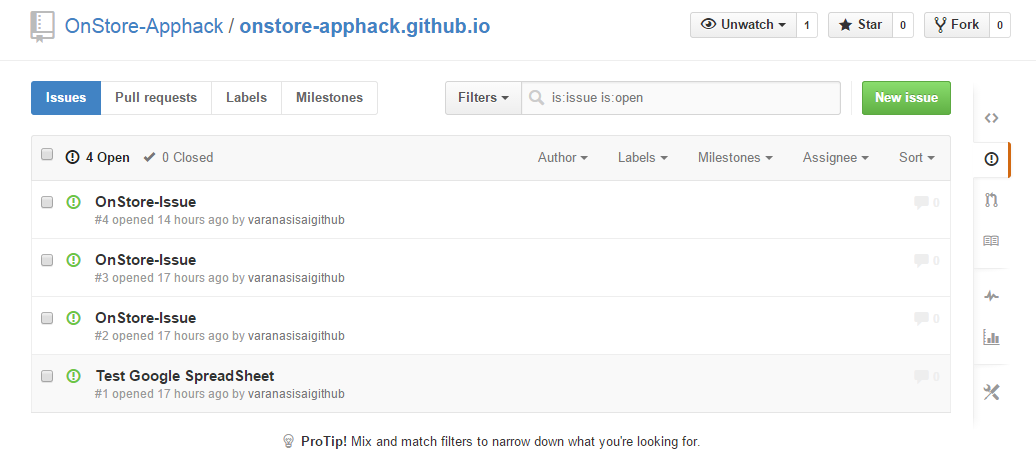 OnStore-Apphack / onstore-apphack.github.io
Unwatch 1 Star 0 Fork 0
Issues Pull requests Labels Milestones Filters is:issue is:open New issue
4 Open 0 Closed Author Labels Milestones Assignee Sort
OnStore-Issue 0
#4 opened 14 hours ago by varanasisaigithub
OnStore-Issue 0
#3 opened 17 hours ago by varanasisaigithub
OnStore-Issue 0
#2 opened 17 hours ago by varanasisaigithub
Test Google SpreadSheet 0
#1 opened 17 hours ago by varanasisaigithub
ProTip! Mix and match filters to narrow down what you're looking for.